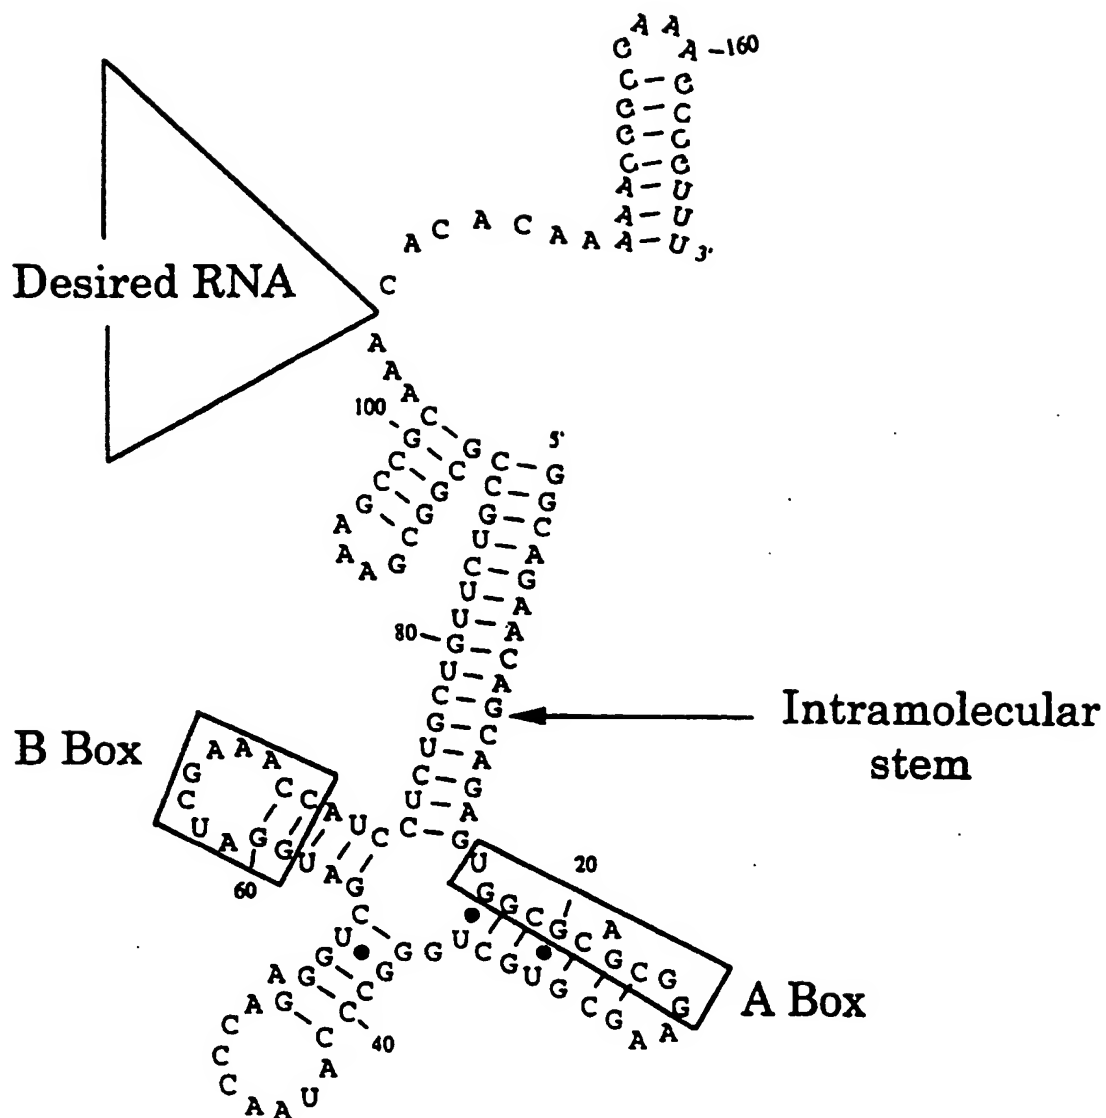 A A
C A –160
C – C
C – C
C – C
C – C
A – U
A – U
C A C A C A A A – U 3'
Desired RNA
A A A C G C C G U C U U G U C G U C U C
100
G C C G A A A G C G G C
5'
G G C A G A A C A G C A G A G
80
Intramolecular
stem
B Box
G A U C G A A A C C A U C
G A U G
60
20
U G G C G C A G C G G
A Box
A A G C G U G C U G G
G C C C A U A A C C C A G A G G U C
40